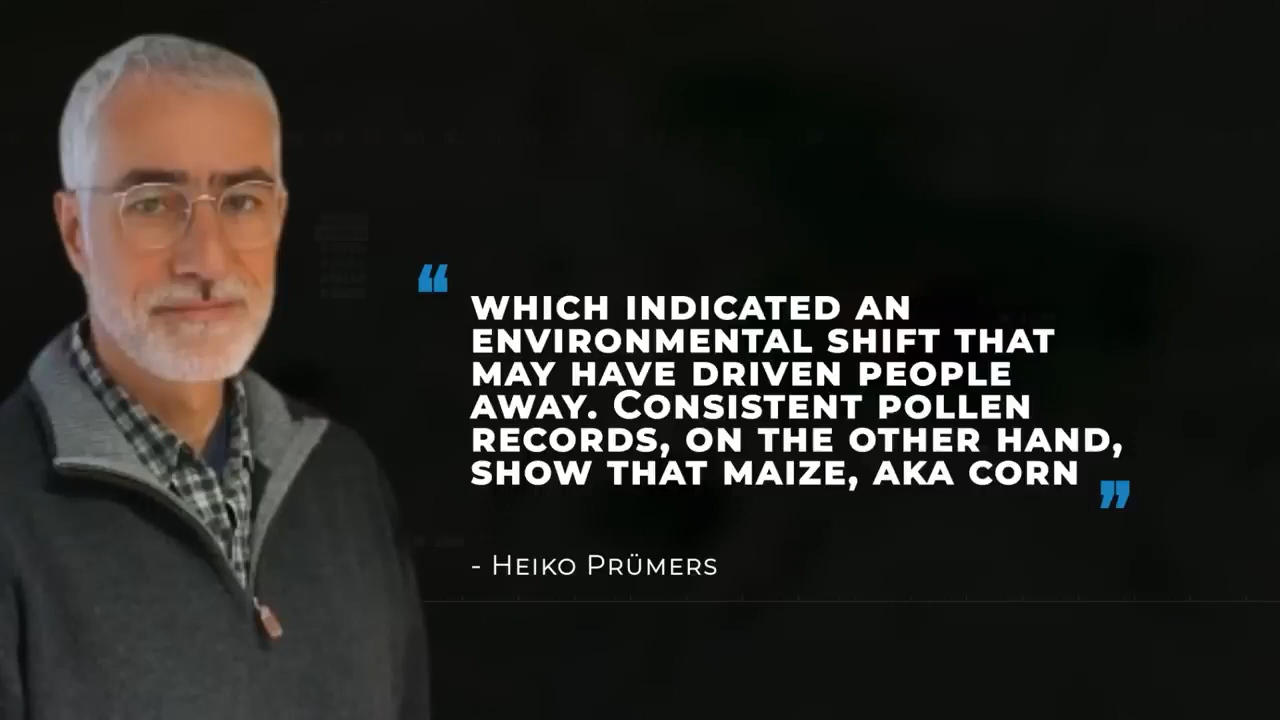 “ WHICH INDICATED AN
ENVIRONMENTAL SHIFT THAT
MAY HAVE DRIVEN PEOPLE
AWAY. CONSISTENT POLLEN
RECORDS, ON THE OTHER HAND,
SHOW THAT MAIZE, AKA CORN ”
- HEIKO PRÜMERS